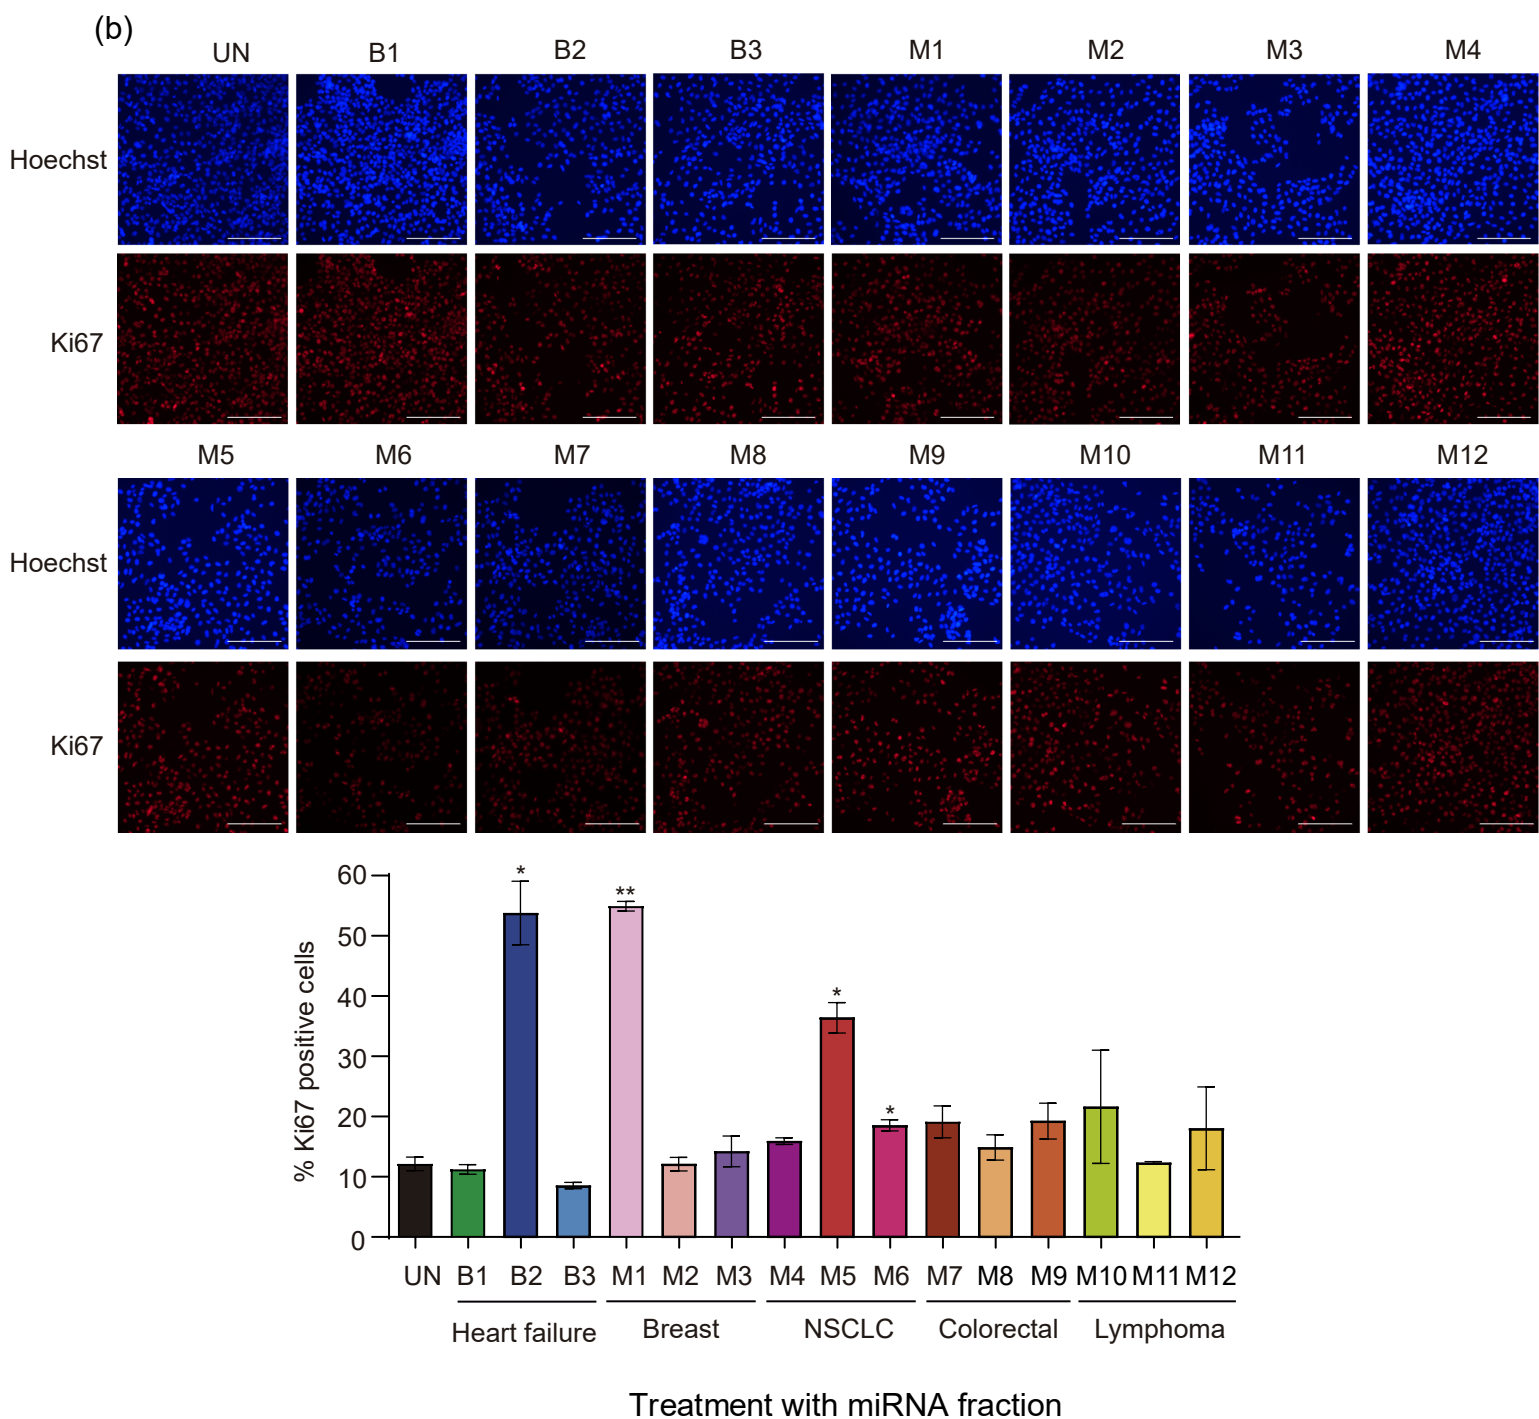 (b)
UN B1 B2 B3 M1 M2 M3 M4
Hoechst
Ki67
M5 M6 M7 M8 M9 M10 M11 M12
Hoechst
Ki67
% Ki67 positive cells
60
50
40
30
20
10
0
* ** * *
UN B1 B2 B3 M1 M2 M3 M4 M5 M6 M7 M8 M9 M10 M11 M12
Heart failure Breast NSCLC Colorectal Lymphoma
Treatment with miRNA fraction